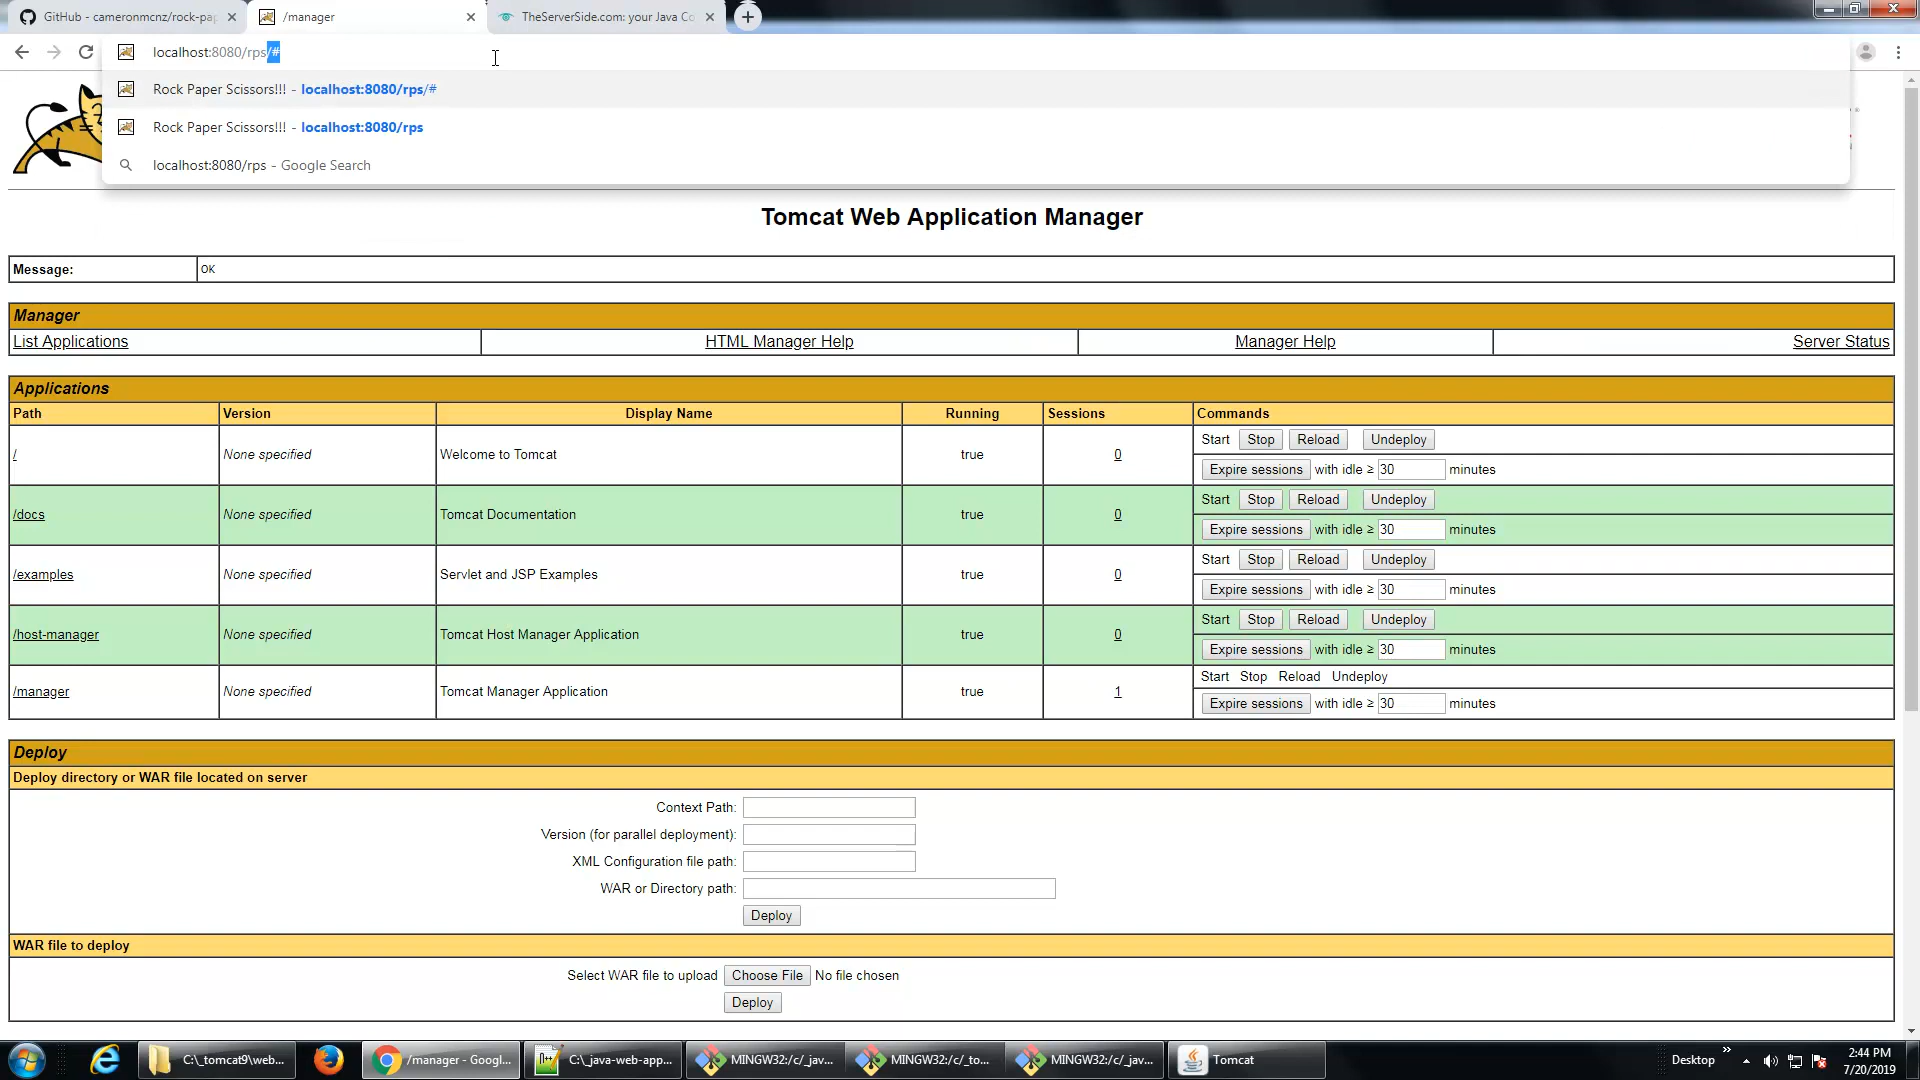 GitHub - cameronmcnz/rock-pap
/manager
TheServerSide.com: your Java Co
localhost:8080/rps/#
Rock Paper Scissors!!! - localhost:8080/rps/#
Rock Paper Scissors!!! - localhost:8080/rps
localhost:8080/rps - Google Search
Tomcat Web Application Manager
Message: OK
Manager
List Applications HTML Manager Help Manager Help Server Status
Applications
Path Version Display Name Running Sessions Commands
/ None specified Welcome to Tomcat true 0 Start Stop Reload Undeploy
Expire sessions with idle ≥ 30 minutes
/docs None specified Tomcat Documentation true 0 Start Stop Reload Undeploy
Expire sessions with idle ≥ 30 minutes
/examples None specified Servlet and JSP Examples true 0 Start Stop Reload Undeploy
Expire sessions with idle ≥ 30 minutes
/host-manager None specified Tomcat Host Manager Application true 0 Start Stop Reload Undeploy
Expire sessions with idle ≥ 30 minutes
/manager None specified Tomcat Manager Application true 1 Start Stop Reload Undeploy
Expire sessions with idle ≥ 30 minutes
Deploy
Deploy directory or WAR file located on server
Context Path:
Version (for parallel deployment):
XML Configuration file path:
WAR or Directory path:
Deploy
WAR file to deploy
Select WAR file to upload Choose File No file chosen
Deploy
C:\_tomcat9\web... /manager - Googl... C:\_java-web-app... MINGW32:/c/_jav... MINGW32:/c/_to... MINGW32:/c/_jav... Tomcat Desktop 2:44 PM
7/20/2019